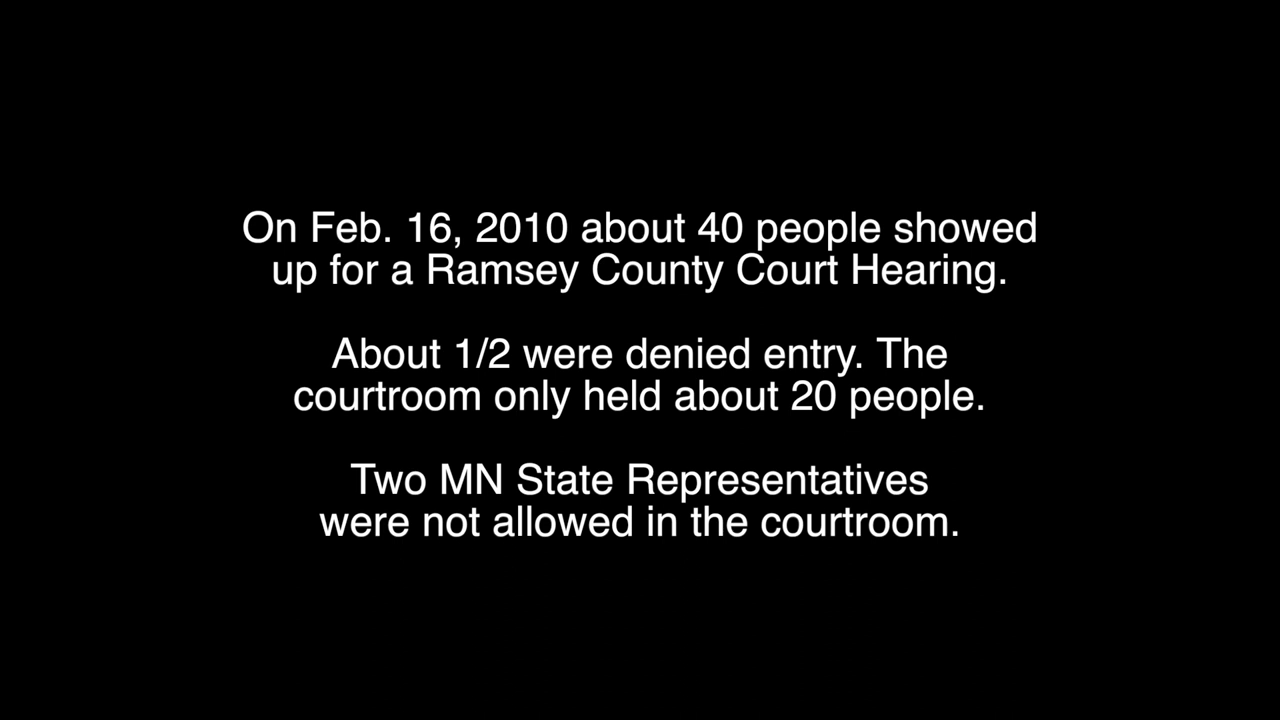 On Feb. 16, 2010 about 40 people showed
up for a Ramsey County Court Hearing.
About 1/2 were denied entry. The
courtroom only held about 20 people.
Two MN State Representatives
were not allowed in the courtroom.